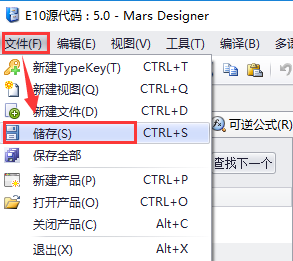 E10源代码 : 5.0 - Mars Designer
文件(F) 编辑(E) 视图(V) 工具(T) 编译(B) 多语
新建TypeKey(T) CTRL+T
新建视图(Q) CTRL+Q
新建文件(D) CTRL+D
储存(S) CTRL+S
可逆公式(R)
保存全部
查找下一个
新建产品(P) CTRL+P
打开产品(O) CTRL+O
关闭产品(C) Alt+C
退出(X) Alt+X